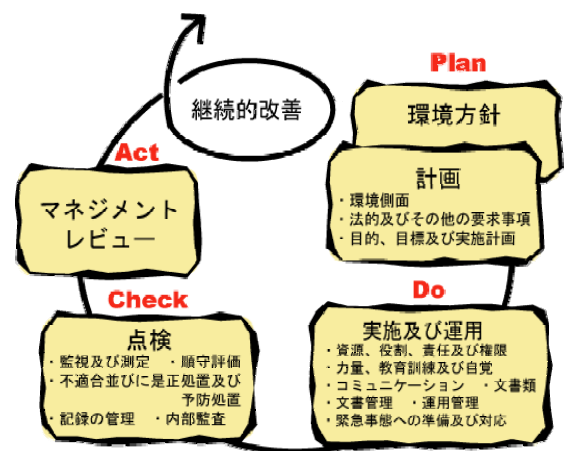 継続的改善
Plan
環境方針
計画
・環境側面
・法的及びその他の要求事項
・目的、目標及び実施計画
Do
実施及び運用
・資源、役割、責任及び権限
・力量、教育訓練及び自覚
・コミュニケーション ・文書類
・文書管理 ・運用管理
・緊急事態への準備及び対応
Check
点検
・監視及び測定 ・順守評価
・不適合並びに是正処置及び
予防処置
・記録の管理 ・内部監査
Act
マネジメント
レビュー